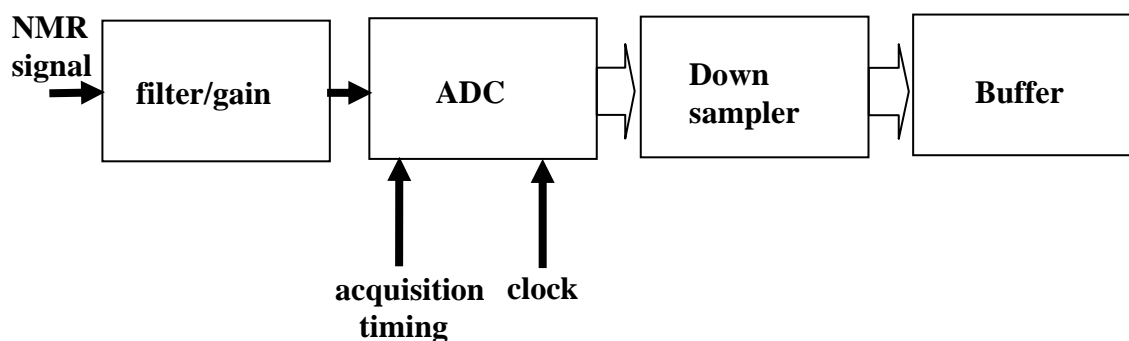 NMR
signal
filter/gain
ADC
Down
sampler
Buffer
acquisition
timing
clock